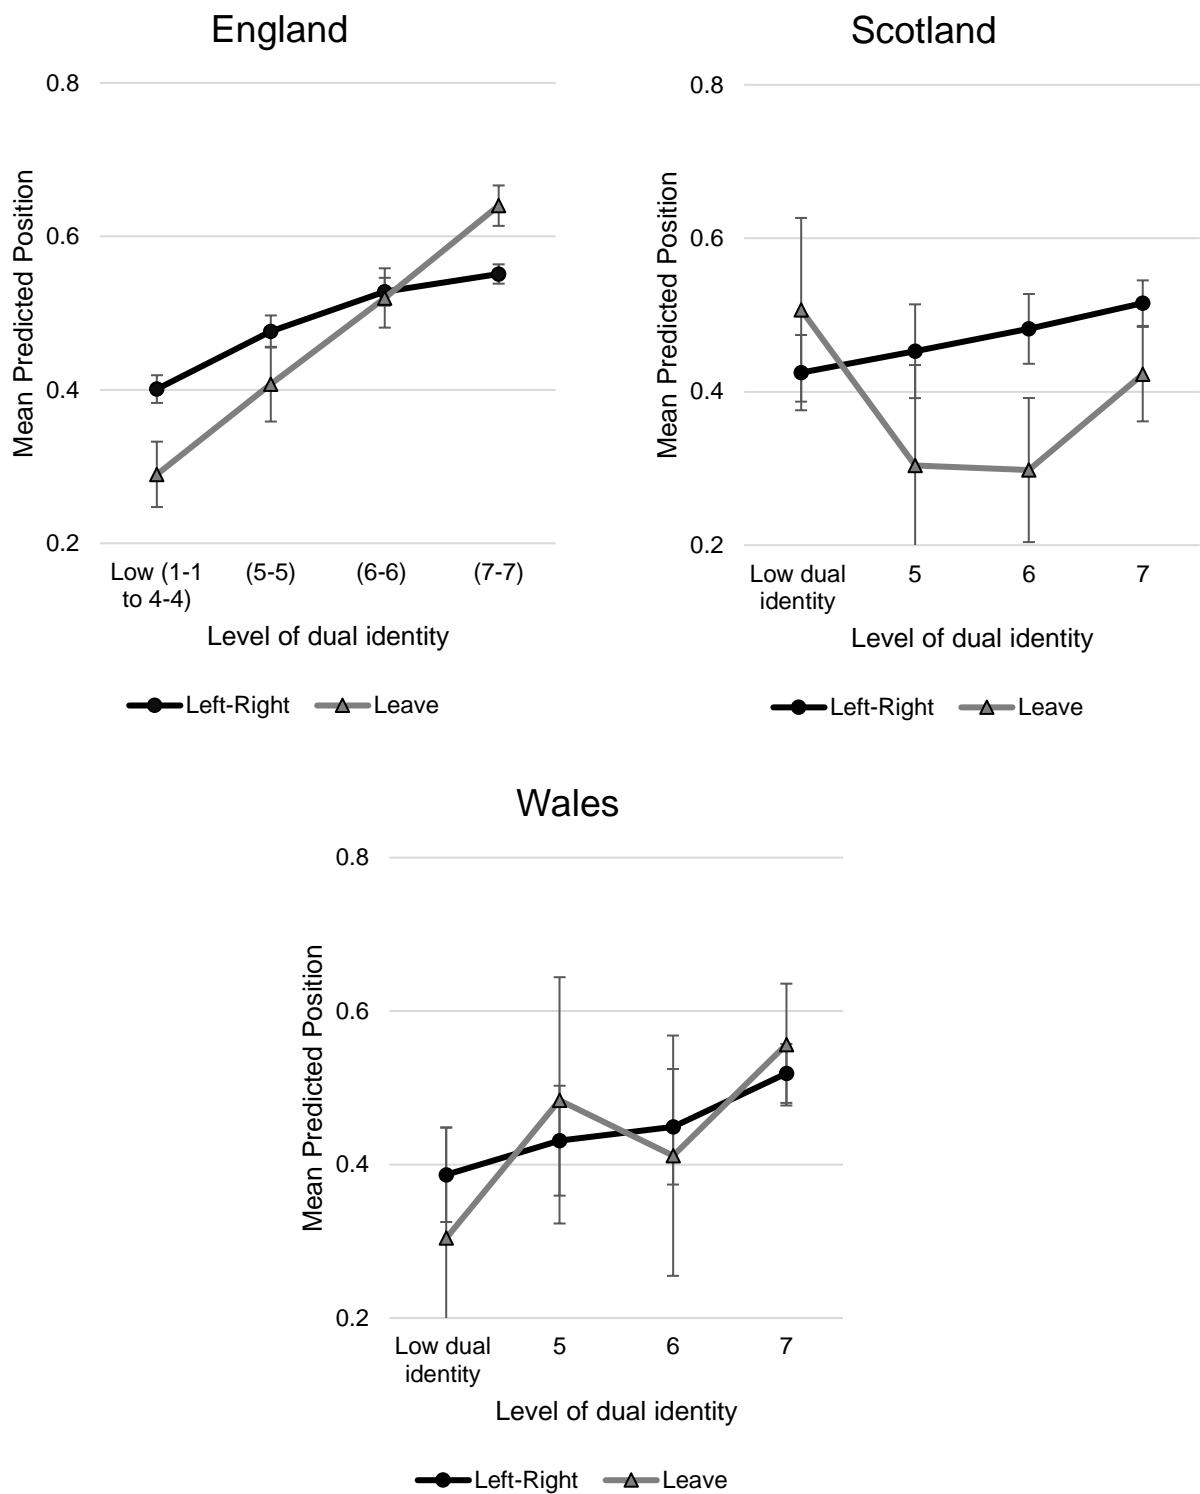 England
0.8
0.6
0.4
0.2
Mean Predicted Position
Low (1-1
to 4-4)
(5-5)
(6-6)
(7-7)
Level of dual identity
Left-Right
Leave
Scotland
0.8
0.6
0.4
0.2
Mean Predicted Position
Low dual
identity
5
6
7
Level of dual identity
Left-Right
Leave
Wales
0.8
0.6
0.4
0.2
Mean Predicted Position
Low dual
identity
5
6
7
Level of dual identity
Left-Right
Leave